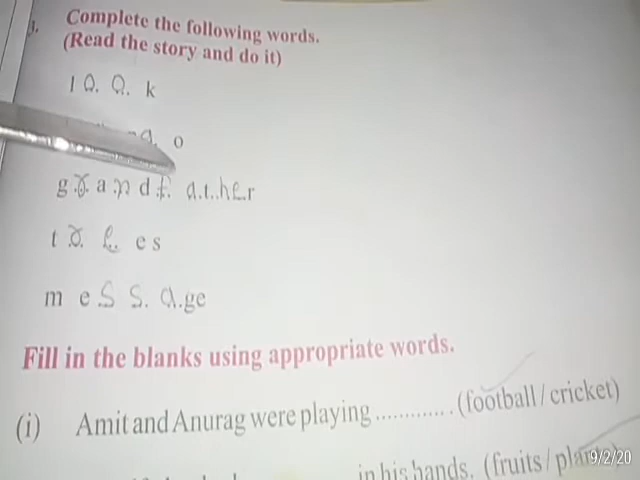 3. Complete the following words.
(Read the story and do it)
l o o k
o
g r a n d f a t h e r
t o l e s
m e s s a g e
Fill in the blanks using appropriate words.
(i) Amit and Anurag were playing ............. (football / cricket)
in his hands. (fruits /
9/2/20